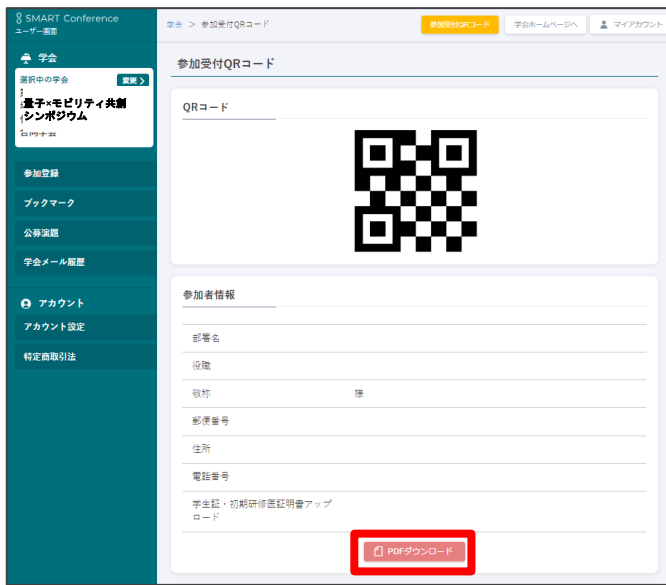 SMART Conference
ユーザー画面
学会 > 参加受付QRコード
参加受付QRコード
学会ホームページへ
マイアカウント
学会
選択中の学会
変更 >
量子×モビリティ共創
シンポジウム
合同学会
参加登録
ブックマーク
公募演題
学会メール履歴
アカウント
アカウント設定
特定商取引法
参加受付QRコード
QRコード
参加者情報
部署名
役職
敬称 様
郵便番号
住所
電話番号
学生証・初期研修医証明書アップ
ロード
PDFダウンロード